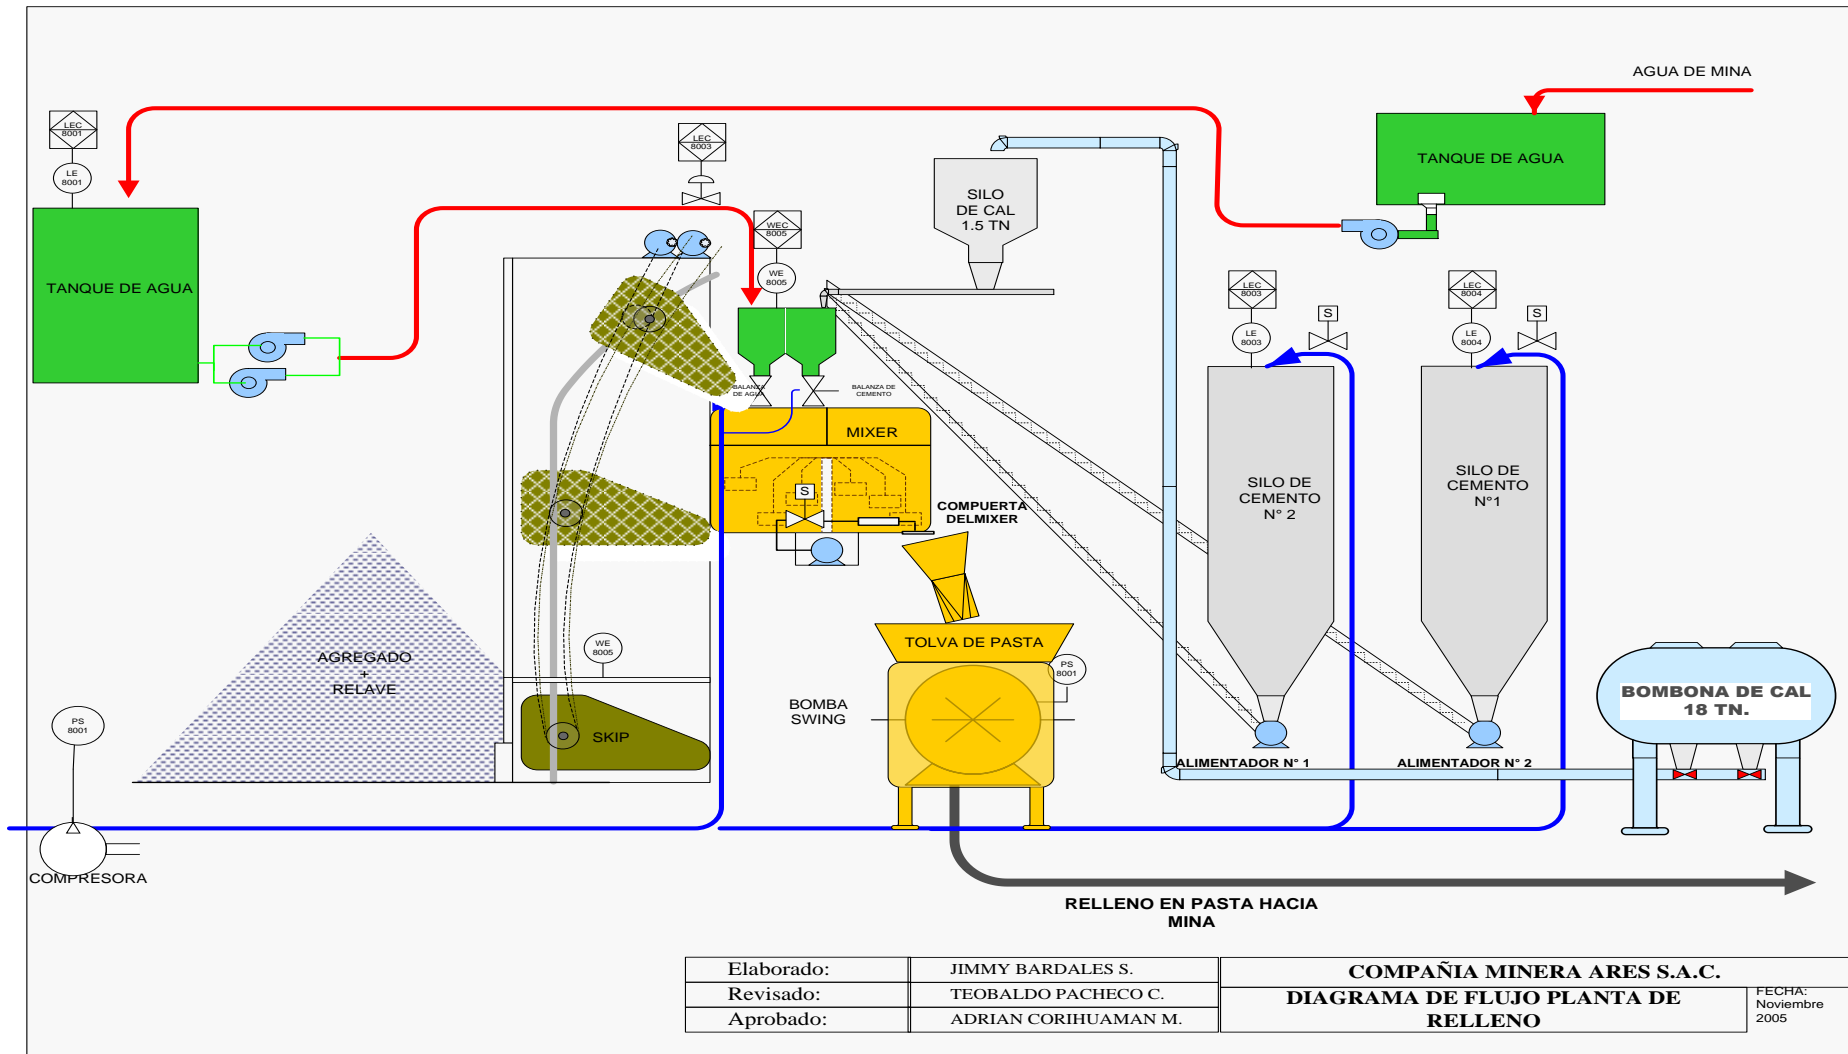 AGUA DE MINA
LEC
8001
LE
8001
LEC
8003
TANQUE DE AGUA
SILO
DE CAL
1.5 TN
WEC
8005
WE
8005
TANQUE DE AGUA
LEC
8003
LEC
8004
S
S
LE
8003
LE
8004
BALANZA
DE AGUA
BALANZA DE
CEMENTO
MIXER
SILO DE
CEMENTO
N° 2
SILO DE
CEMENTO
N°1
S
COMPUERTA
DELMIXER
AGREGADO
+
RELAVE
WE
8005
TOLVA DE PASTA
PS
8001
BOMBA
SWING
BOMBONA DE CAL
18 TN.
PS
8001
SKIP
ALIMENTADOR N° 1
ALIMENTADOR N° 2
COMPRESORA
RELLENO EN PASTA HACIA
MINA
Elaborado: JIMMY BARDALES S.
Revisado: TEOBALDO PACHECO C.
Aprobado: ADRIAN CORIHUAMAN M.
COMPAÑIA MINERA ARES S.A.C.
DIAGRAMA DE FLUJO PLANTA DE
RELLENO
FECHA:
Noviembre
2005